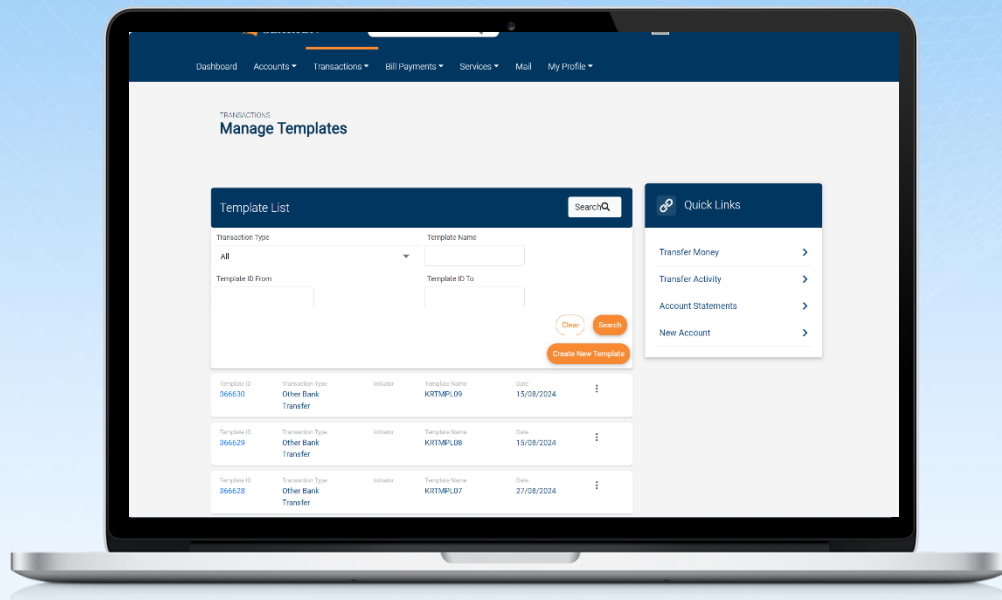 Dashboard Accounts Transactions Bill Payments Services Mail My Profile
TRANSACTIONS
Manage Templates
Template List
Search
Quick Links
Transaction Type
Template Name
All
Template ID From
Template ID To
Clear
Search
Create New Template
Transfer Money
Transfer Activity
Account Statements
New Account
Template ID Transaction Type Initiator Template Name Date
366630 Other Bank KRTMPL09 15/08/2024
Transfer
Template ID Transaction Type Initiator Template Name Date
366629 Other Bank KRTMPL08 15/08/2024
Transfer
Template ID Transaction Type Initiator Template Name Date
366628 Other Bank KRTMPL07 27/08/2024
Transfer